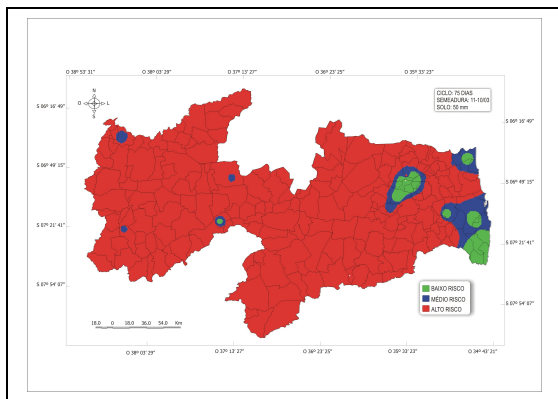 O 38º 53' 31" O 38º 03' 29" O 37º 13' 27" O 36º 23' 25" O 35º 33' 23"
N
O L
S
CICLO: 75 DIAS
SEMEADURA: 11-10/03
SOLO: 50 mm
S 06º 16' 49" S 06º 16' 49"
S 06º 49' 15" S 06º 49' 15"
S 07º 21' 41" S 07º 21' 41"
S 07º 54' 07" S 07º 54' 07"
BAIXO RISCO
MÉDIO RISCO
ALTO RISCO
18.0 0 18.0 36.0 54.0 Km
O 38º 03' 29" O 37º 13' 27" O 36º 23' 25" O 35º 33' 23" O 34º 43' 21"